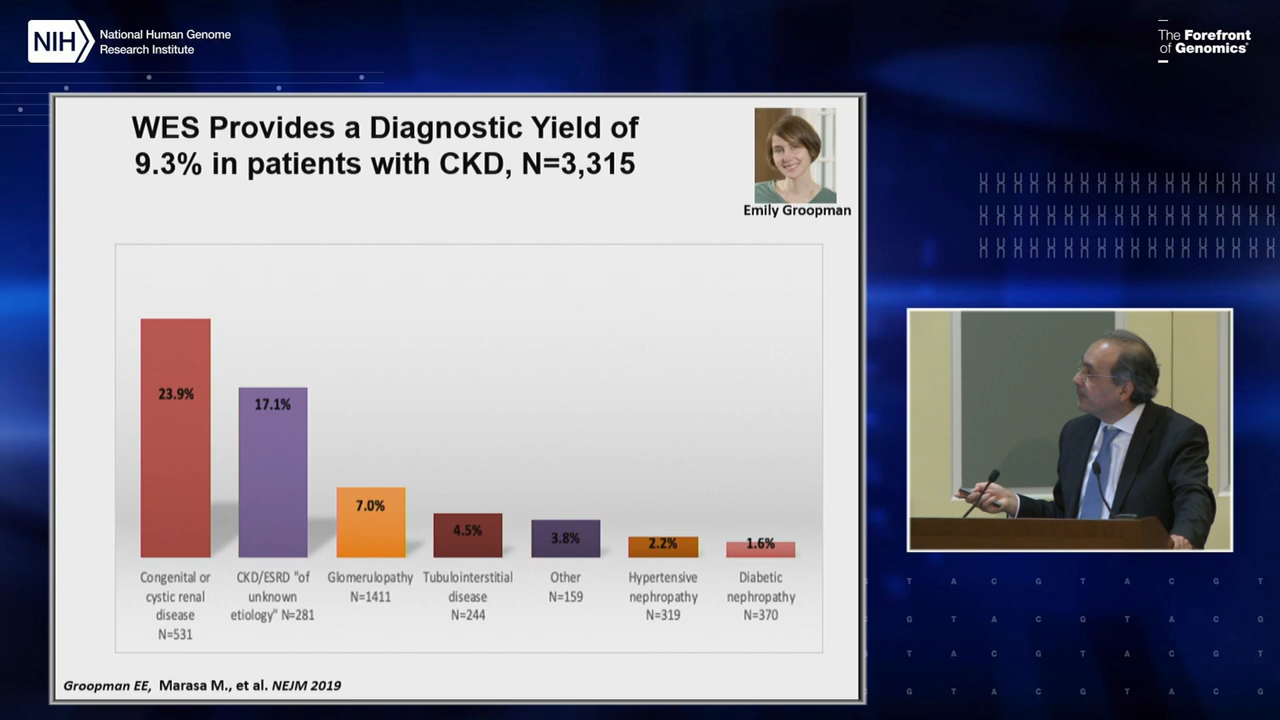 NIH
National Human Genome
Research Institute
The Forefront
of Genomics®
WES Provides a Diagnostic Yield of
9.3% in patients with CKD, N=3,315
Emily Groopman
23.9%
17.1%
7.0%
4.5%
3.8%
2.2%
1.6%
Congenital or
cystic renal
disease
N=531
CKD/ESRD "of
unknown
etiology" N=281
Glomerulopathy
N=1411
Tubulointerstitial
disease
N=244
Other
N=159
Hypertensive
nephropathy
N=319
Diabetic
nephropathy
N=370
Groopman EE, Marasa M., et al. NEJM 2019
T A C G T A C G T
G T A C G T A C G
T A C G T A C G T
G T A C G T A C G